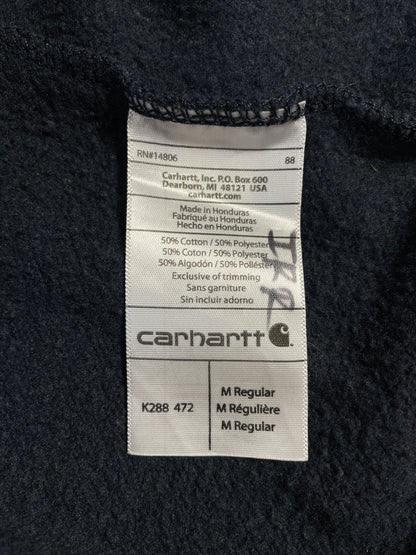 RN#14806 88
Carhartt, Inc. P.O. Box 600
Dearborn, MI 48121 USA
carhartt.com
Made in Honduras
Fabriqué au Honduras
Hecho en Honduras
50% Cotton / 50% Polyester
50% Coton / 50% Polyester
50% Algodón / 50% Poliéster
Exclusive of trimming
Sans garniture
Sin incluir adorno
carhartt
K288 472
M Regular
M Régulière
M Regular